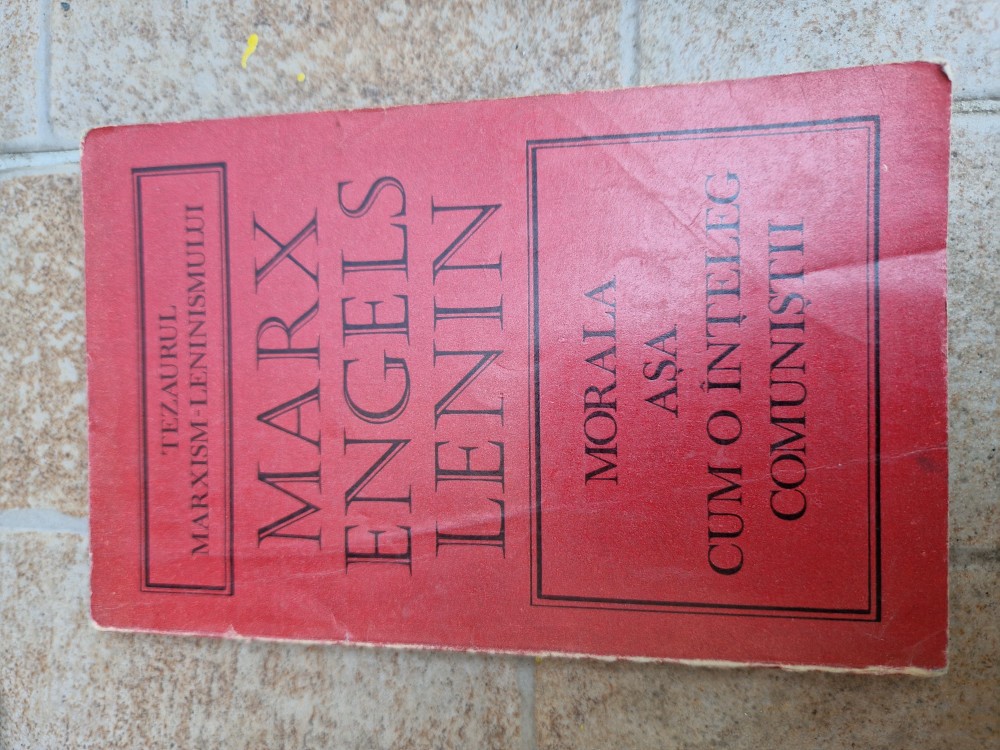 TEZAURUL
MARXISM-LENINISMULUI
MARX
ENGELS
LENIN
MORALA
AȘA
CUM O ÎNȚELEG
COMUNIȘTII